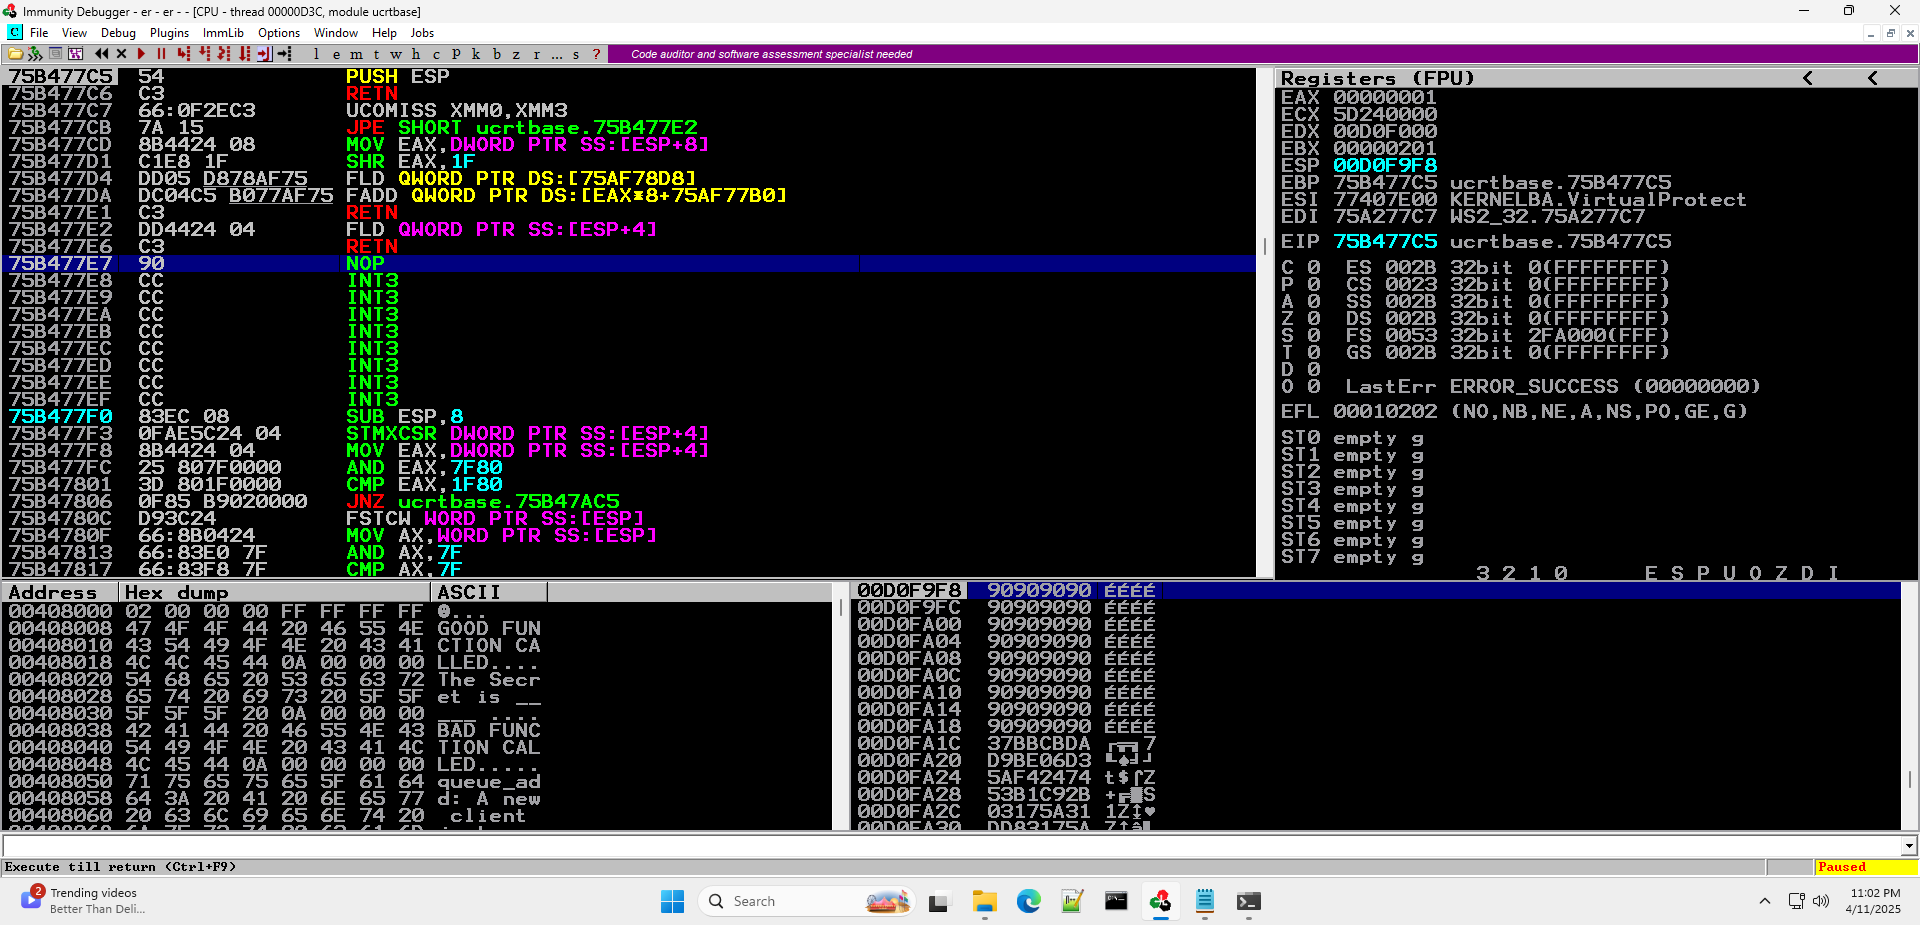 Immunity Debugger - er - er - - [CPU - thread 00000D3C, module ucrtbase]
C File View Debug Plugins ImmLib Options Window Help Jobs
l e m t w h c P k b z r ... s ? Code auditor and software assessment specialist needed
75B477C5 54 PUSH ESP
75B477C6 C3 RETN
75B477C7 66:0F2EC3 UCOMISS XMM0,XMM3
75B477CB 7A 15 JPE SHORT ucrtbase.75B477E2
75B477CD 8B4424 08 MOV EAX,DWORD PTR SS:[ESP+8]
75B477D1 C1E8 1F SHR EAX,1F
75B477D4 DD05 D878AF75 FLD QWORD PTR DS:[75AF78D8]
75B477DA DC04C5 B077AF75 FADD QWORD PTR DS:[EAX*8+75AF77B0]
75B477E1 C3 RETN
75B477E2 DD4424 04 FLD QWORD PTR SS:[ESP+4]
75B477E6 C3 RETN
75B477E7 90 NOP
75B477E8 CC INT3
75B477E9 CC INT3
75B477EA CC INT3
75B477EB CC INT3
75B477EC CC INT3
75B477ED CC INT3
75B477EE CC INT3
75B477EF CC INT3
75B477F0 83EC 08 SUB ESP,8
75B477F3 0FAE5C24 04 STMXCSR DWORD PTR SS:[ESP+4]
75B477F8 8B4424 04 MOV EAX,DWORD PTR SS:[ESP+4]
75B477FC 25 807F0000 AND EAX,7F80
75B47801 3D 801F0000 CMP EAX,1F80
75B47806 0F85 B9020000 JNZ ucrtbase.75B47AC5
75B4780C D93C24 FSTCW WORD PTR SS:[ESP]
75B4780F 66:8B0424 MOV AX,WORD PTR SS:[ESP]
75B47813 66:83E0 7F AND AX,7F
75B47817 66:83F8 7F CMP AX,7F
Registers (FPU) < <
EAX 00000001
ECX 5D240000
EDX 00D0F000
EBX 00000201
ESP 00D0F9F8
EBP 75B477C5 ucrtbase.75B477C5
ESI 77407E00 KERNELBA.VirtualProtect
EDI 75A277C7 WS2_32.75A277C7
EIP 75B477C5 ucrtbase.75B477C5
C 0 ES 002B 32bit 0(FFFFFFFF)
P 0 CS 0023 32bit 0(FFFFFFFF)
A 0 SS 002B 32bit 0(FFFFFFFF)
Z 0 DS 002B 32bit 0(FFFFFFFF)
S 0 FS 0053 32bit 2FA000(FFF)
T 0 GS 002B 32bit 0(FFFFFFFF)
D 0
O 0 LastErr ERROR_SUCCESS (00000000)
EFL 00010202 (NO,NB,NE,A,NS,PO,GE,G)
ST0 empty g
ST1 empty g
ST2 empty g
ST3 empty g
ST4 empty g
ST5 empty g
ST6 empty g
ST7 empty g
3 2 1 0 E S P U O Z D I
Address Hex dump ASCII
00408000 02 00 00 00 FF FF FF FF ...
00408008 47 4F 4F 44 20 46 55 4E GOOD FUN
00408010 43 54 49 4F 4E 20 43 41 CTION CA
00408018 4C 4C 45 44 0A 00 00 00 LLED....
00408020 54 68 65 20 53 65 63 72 The Secr
00408028 65 74 20 69 73 20 5F 5F et is __
00408030 5F 5F 5F 20 0A 00 00 00 ___ ....
00408038 42 41 44 20 46 55 4E 43 BAD FUNC
00408040 54 49 4F 4E 20 43 41 4C TION CAL
00408048 4C 45 44 0A 00 00 00 00 LED.....
00408050 71 75 65 75 65 5F 61 64 queue_ad
00408058 64 3A 20 41 20 6E 65 77 d: A new
00408060 20 63 6C 69 65 6E 74 20 client
00D0F9F8 90909090 ÉÉÉÉ
00D0F9FC 90909090 ÉÉÉÉ
00D0FA00 90909090 ÉÉÉÉ
00D0FA04 90909090 ÉÉÉÉ
00D0FA08 90909090 ÉÉÉÉ
00D0FA0C 90909090 ÉÉÉÉ
00D0FA10 90909090 ÉÉÉÉ
00D0FA14 90909090 ÉÉÉÉ
00D0FA18 90909090 ÉÉÉÉ
00D0FA1C 37BBCBDA ┌╦╗7
00D0FA20 D9BE06D3
00D0FA24 5AF42474 t$⌠Z
00D0FA28 53B1C92B +╔▒S
00D0FA2C 03175A31 1Z↨♥
00D0FA30 DD83175A
Execute till return (Ctrl+F9)
Paused
2
Trending videos
Better Than Deli...
Search
11:02 PM
4/11/2025